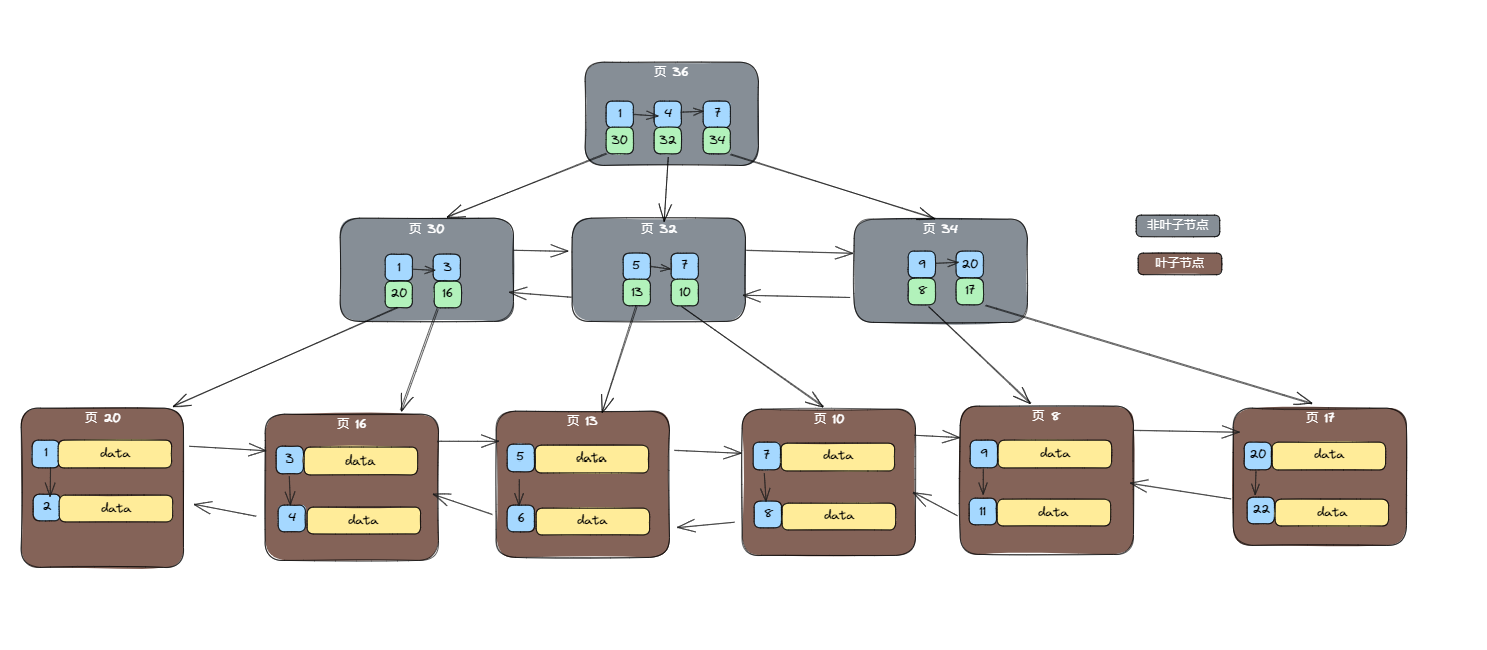 页 36
1 4 7
30 32 34
页 30
1 3
20 16
页 32
5 7
13 10
页 34
9 20
8 17
非叶子节点
叶子节点
页 20
1 data
2 data
页 16
3 data
4 data
页 13
5 data
6 data
页 10
7 data
8 data
页 8
9 data
11 data
页 17
20 data
22 data